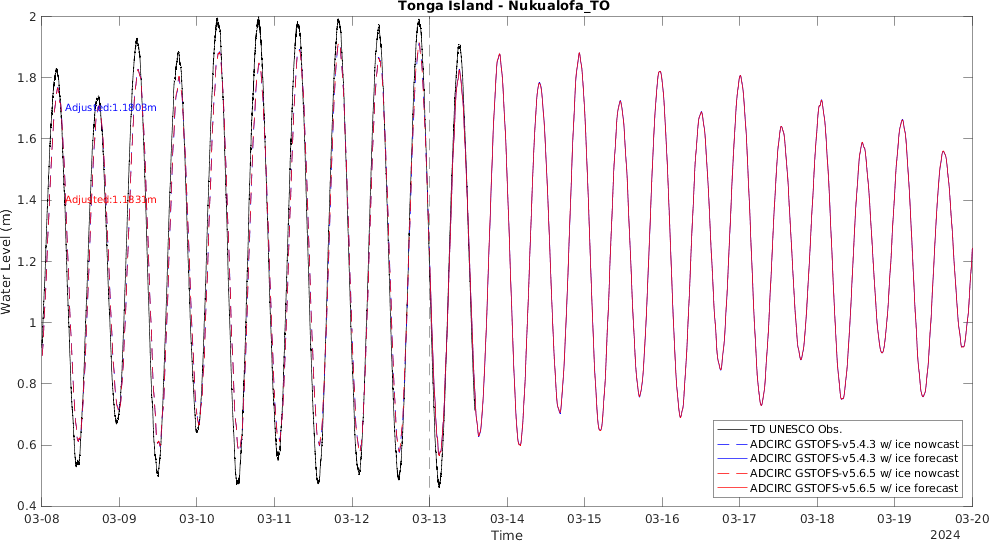 Tonga Island - Nukualofa_TO
Water Level (m)
2
1.8
1.6
1.4
1.2
1
0.8
0.6
0.4
Adjusted:1.1803m
Adjusted:1.1831m
TD UNESCO Obs.
ADCIRC GSTOFS-v5.4.3 w/ ice nowcast
ADCIRC GSTOFS-v5.4.3 w/ ice forecast
ADCIRC GSTOFS-v5.6.5 w/ ice nowcast
ADCIRC GSTOFS-v5.6.5 w/ ice forecast
03-08 03-09 03-10 03-11 03-12 03-13 03-14 03-15 03-16 03-17 03-18 03-19 03-20
Time
2024